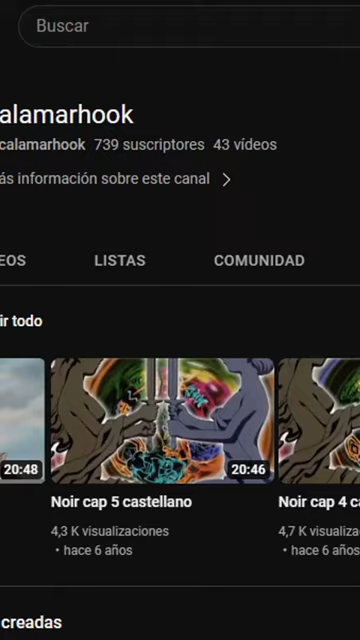 Buscar
alamarhook
calamarhook 739 suscriptores 43 vídeos
ás información sobre este canal
EOS LISTAS COMUNIDAD
ir todo
20:48 20:46
Noir cap 5 castellano Noir cap 4 ca
4,3 K visualizaciones 4,7 K visualiza
• hace 6 años • hace 6 años
creadas